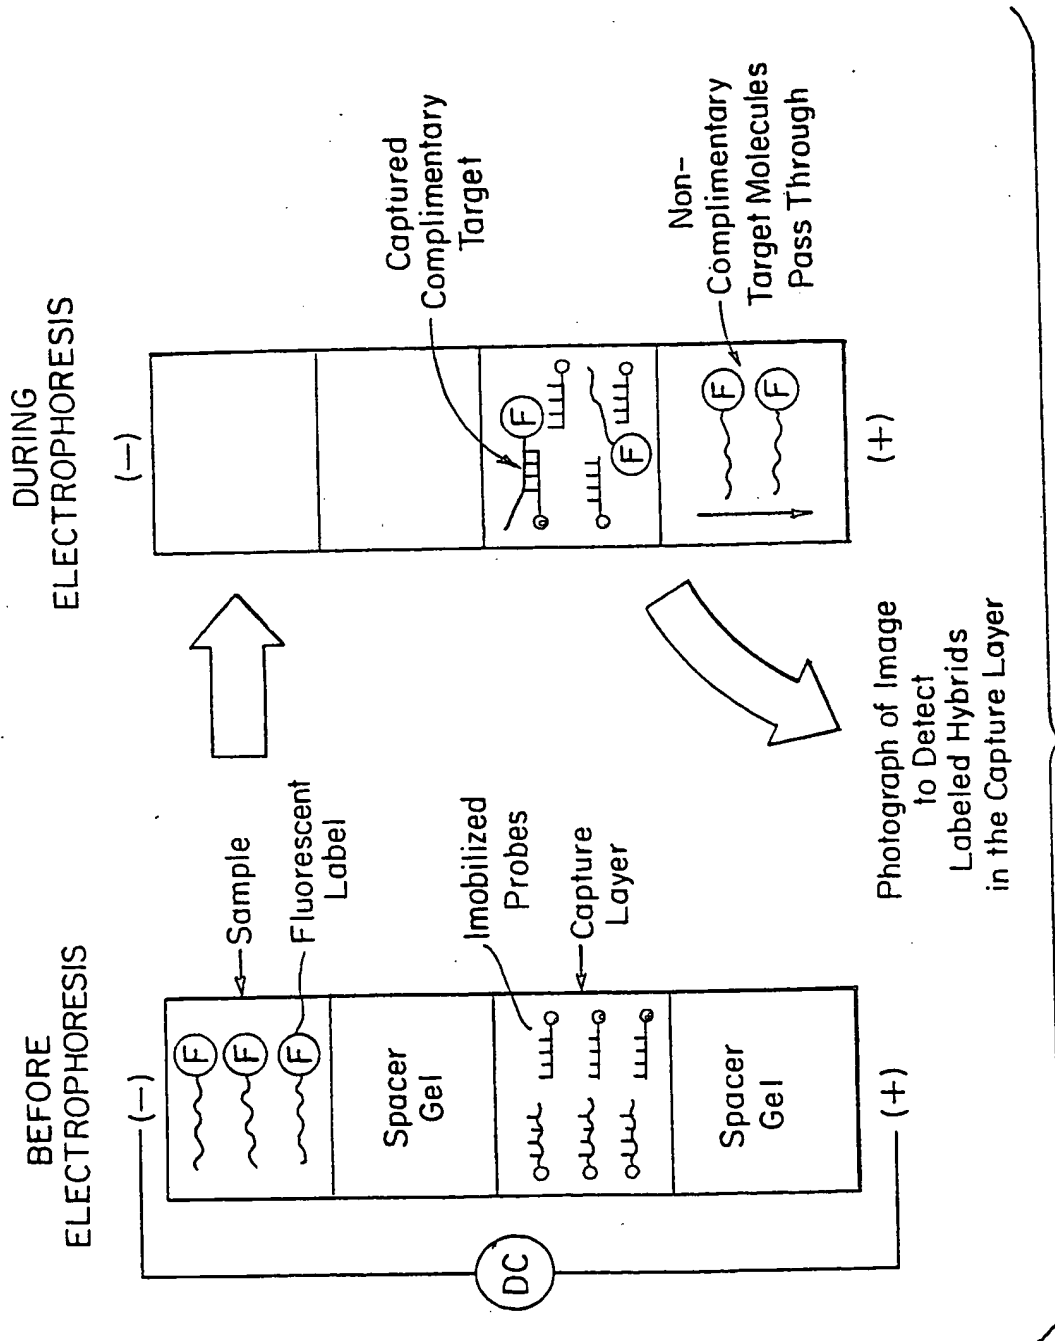 BEFORE
ELECTROPHORESIS
(−)
F
F
F
Sample
Fluorescent
Label
Spacer
Gel
Imobilized
Probes
Capture
Layer
Spacer
Gel
(+)
DC
DURING
ELECTROPHORESIS
(−)
Captured
Complimentary
Target
F
F
Non-
Complimentary
Target Molecules
Pass Through
F
F
(+)
Photograph of Image
to Detect
Labeled Hybrids
in the Capture Layer